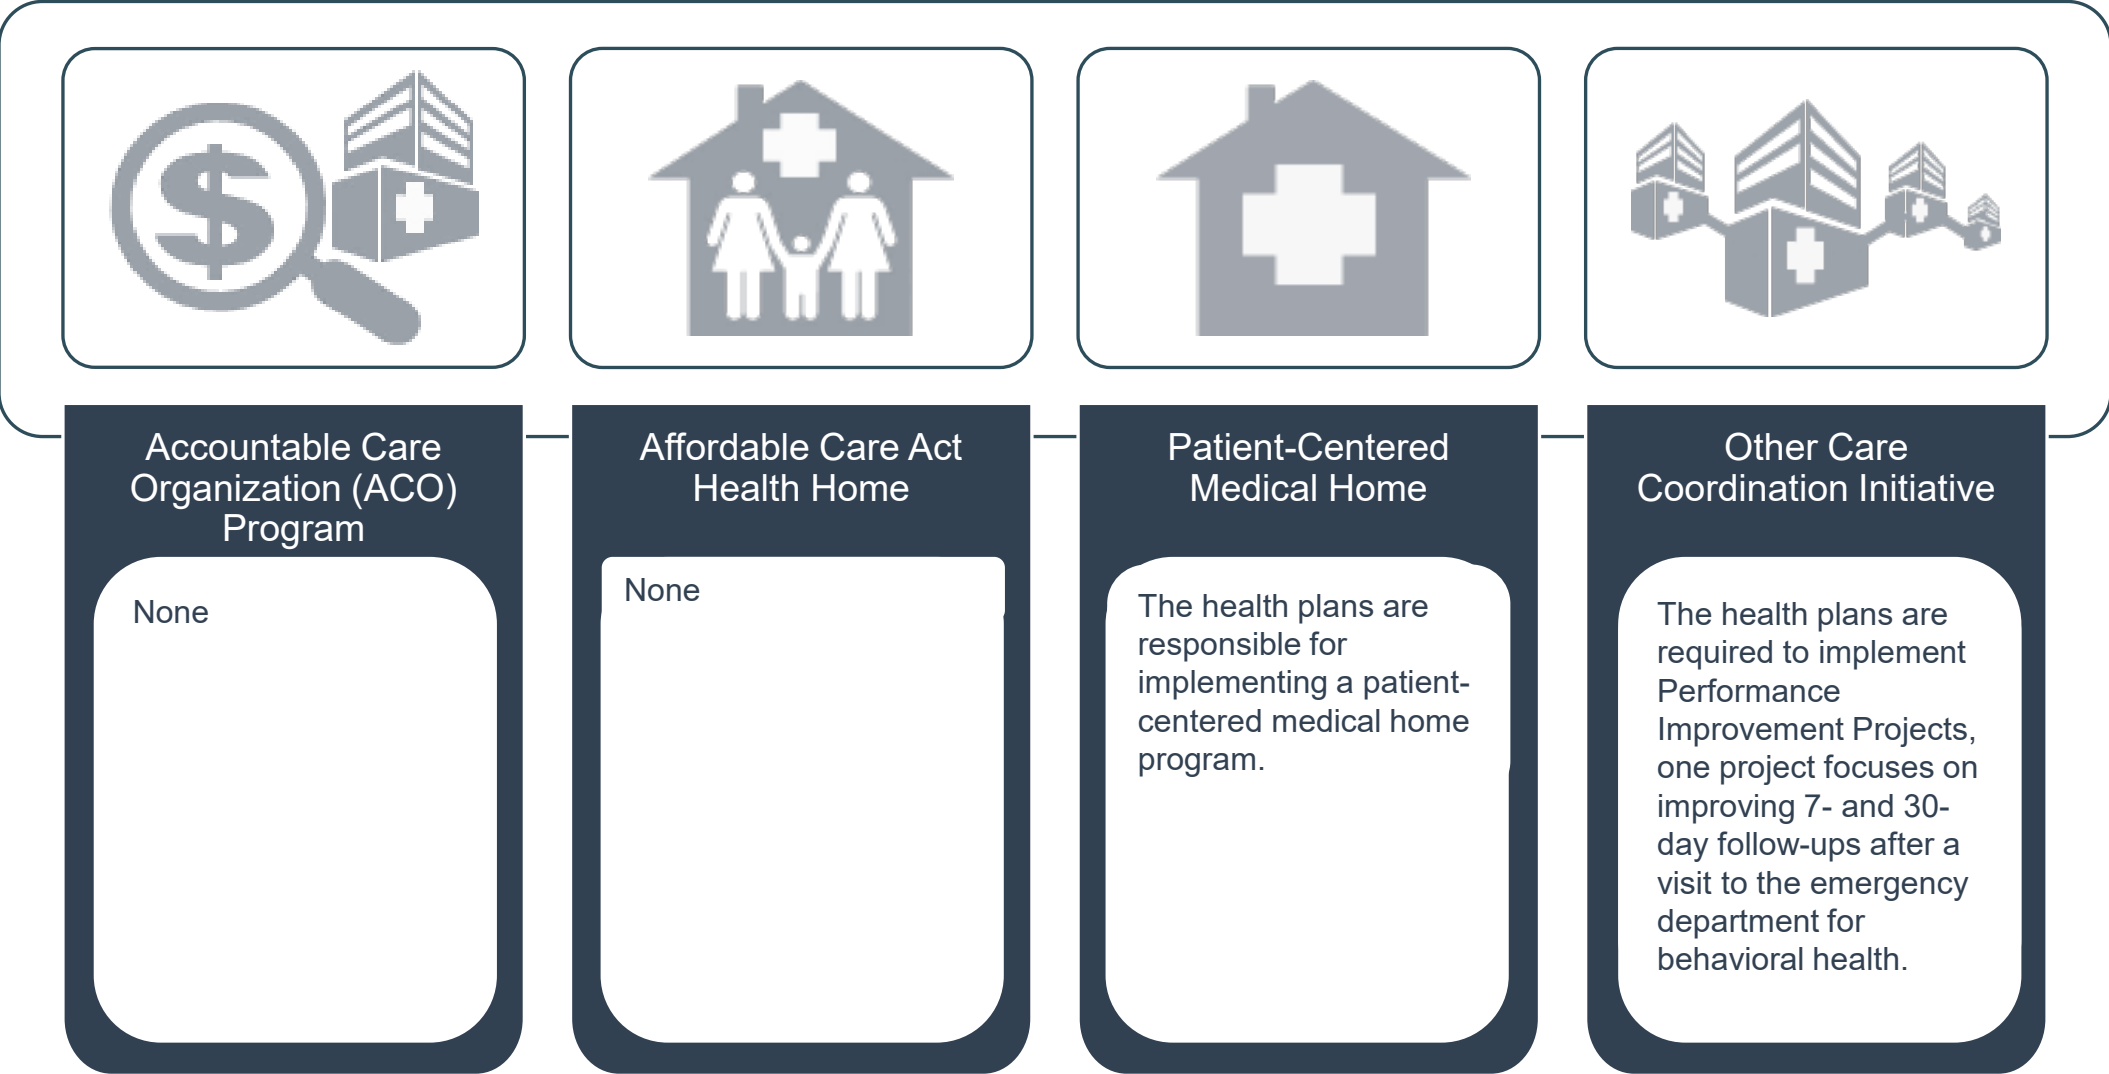 Accountable Care
Organization (ACO)
Program
None
Affordable Care Act
Health Home
None
Patient-Centered
Medical Home
The health plans are
responsible for
implementing a patient-
centered medical home
program.
Other Care
Coordination Initiative
The health plans are
required to implement
Performance
Improvement Projects,
one project focuses on
improving 7- and 30-
day follow-ups after a
visit to the emergency
department for
behavioral health.